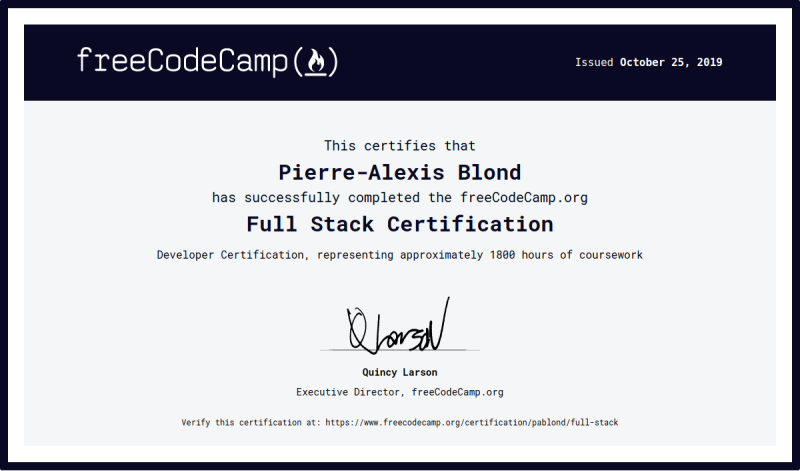 freeCodeCamp(🔥)
Issued October 25, 2019
This certifies that
Pierre-Alexis Blond
has successfully completed the freeCodeCamp.org
Full Stack Certification
Developer Certification, representing approximately 1800 hours of coursework
Q Larson
Quincy Larson
Executive Director, freeCodeCamp.org
Verify this certification at: https://www.freecodecamp.org/certification/pablond/full-stack